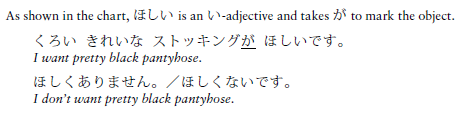 As shown in the chart, ほしい is an い-adjective and takes が to mark the object.
くろい きれいな ストッキングが ほしいです。
I want pretty black pantyhose.
ほしくありません。／ほしくないです。
I don't want pretty black pantyhose.